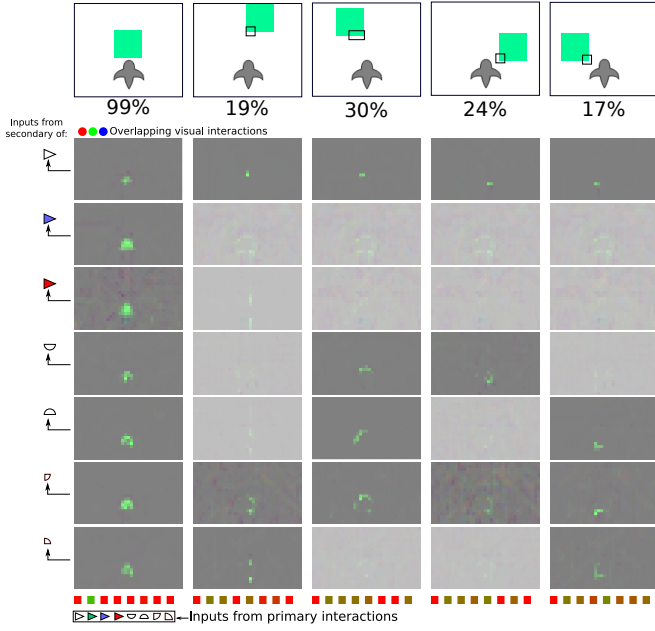 99%
19%
30%
24%
17%
Inputs from
secondary of:
Overlapping visual interactions
Inputs from primary interactions